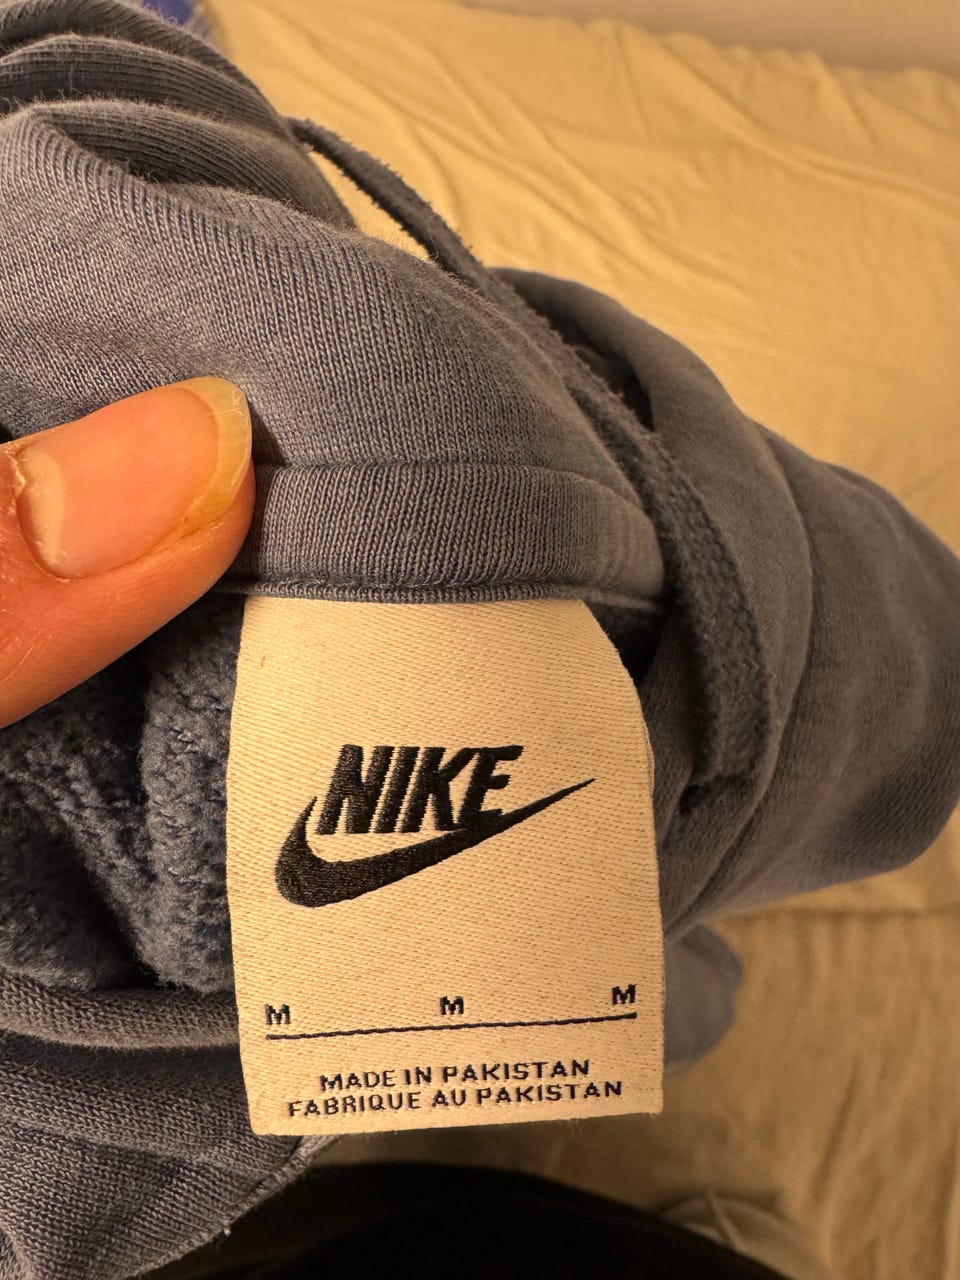 NIKE
M M M
MADE IN PAKISTAN
FABRIQUE AU PAKISTAN